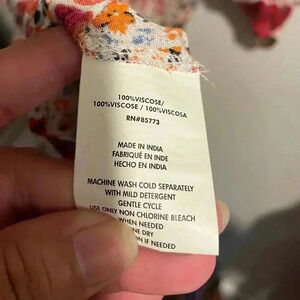 100%VISCOSE/
100%VISCOSE / 100%VISCOSA
RN#85773
MADE IN INDIA
FABRIQUÉ EN INDE
HECHO EN INDIA
MACHINE WASH COLD SEPARATELY
WITH MILD DETERGENT
GENTLE CYCLE
USE ONLY NON CHLORINE BLEACH
WHEN NEEDED
DRY
IF NEEDED